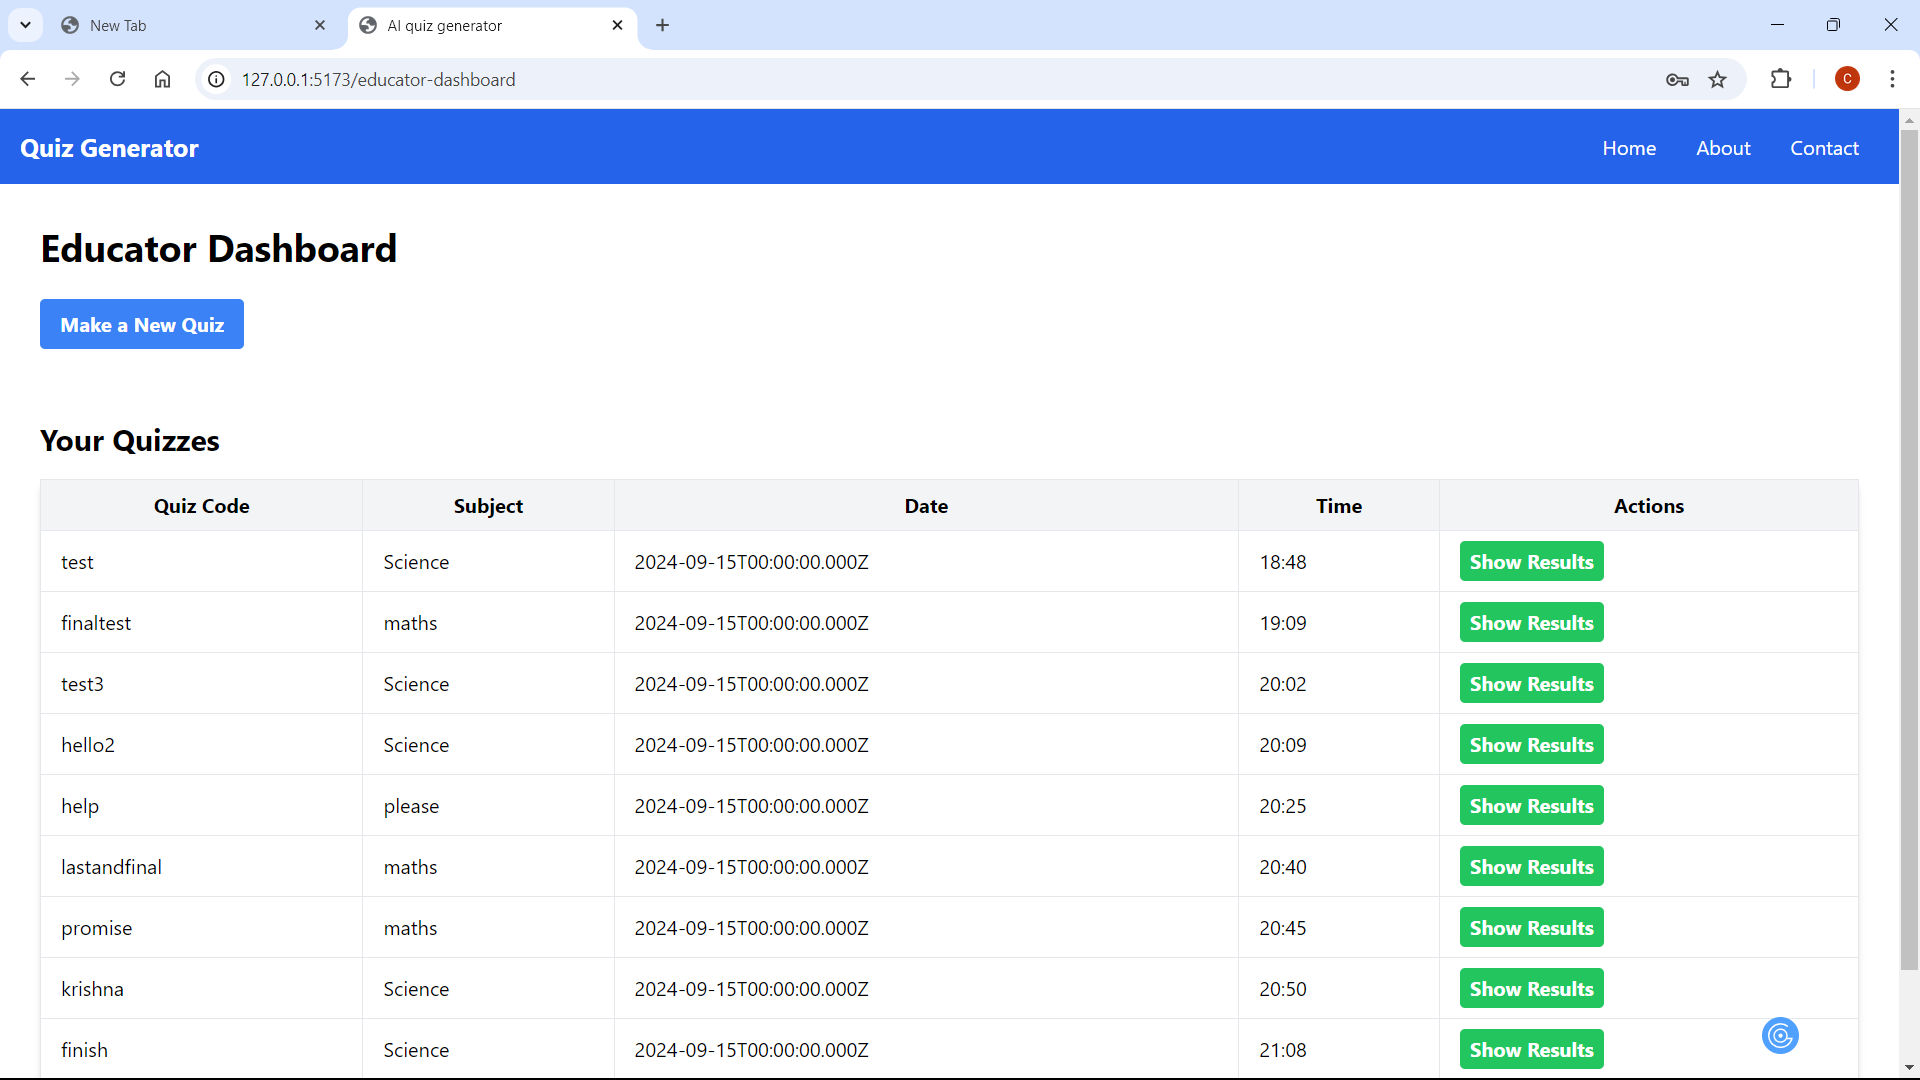 New Tab
AI quiz generator
127.0.0.1:5173/educator-dashboard
C
Quiz Generator
Home About Contact
Educator Dashboard
Make a New Quiz
Your Quizzes
Quiz Code Subject Date Time Actions
test Science 2024-09-15T00:00:00.000Z 18:48 Show Results
finaltest maths 2024-09-15T00:00:00.000Z 19:09 Show Results
test3 Science 2024-09-15T00:00:00.000Z 20:02 Show Results
hello2 Science 2024-09-15T00:00:00.000Z 20:09 Show Results
help please 2024-09-15T00:00:00.000Z 20:25 Show Results
lastandfinal maths 2024-09-15T00:00:00.000Z 20:40 Show Results
promise maths 2024-09-15T00:00:00.000Z 20:45 Show Results
krishna Science 2024-09-15T00:00:00.000Z 20:50 Show Results
finish Science 2024-09-15T00:00:00.000Z 21:08 Show Results